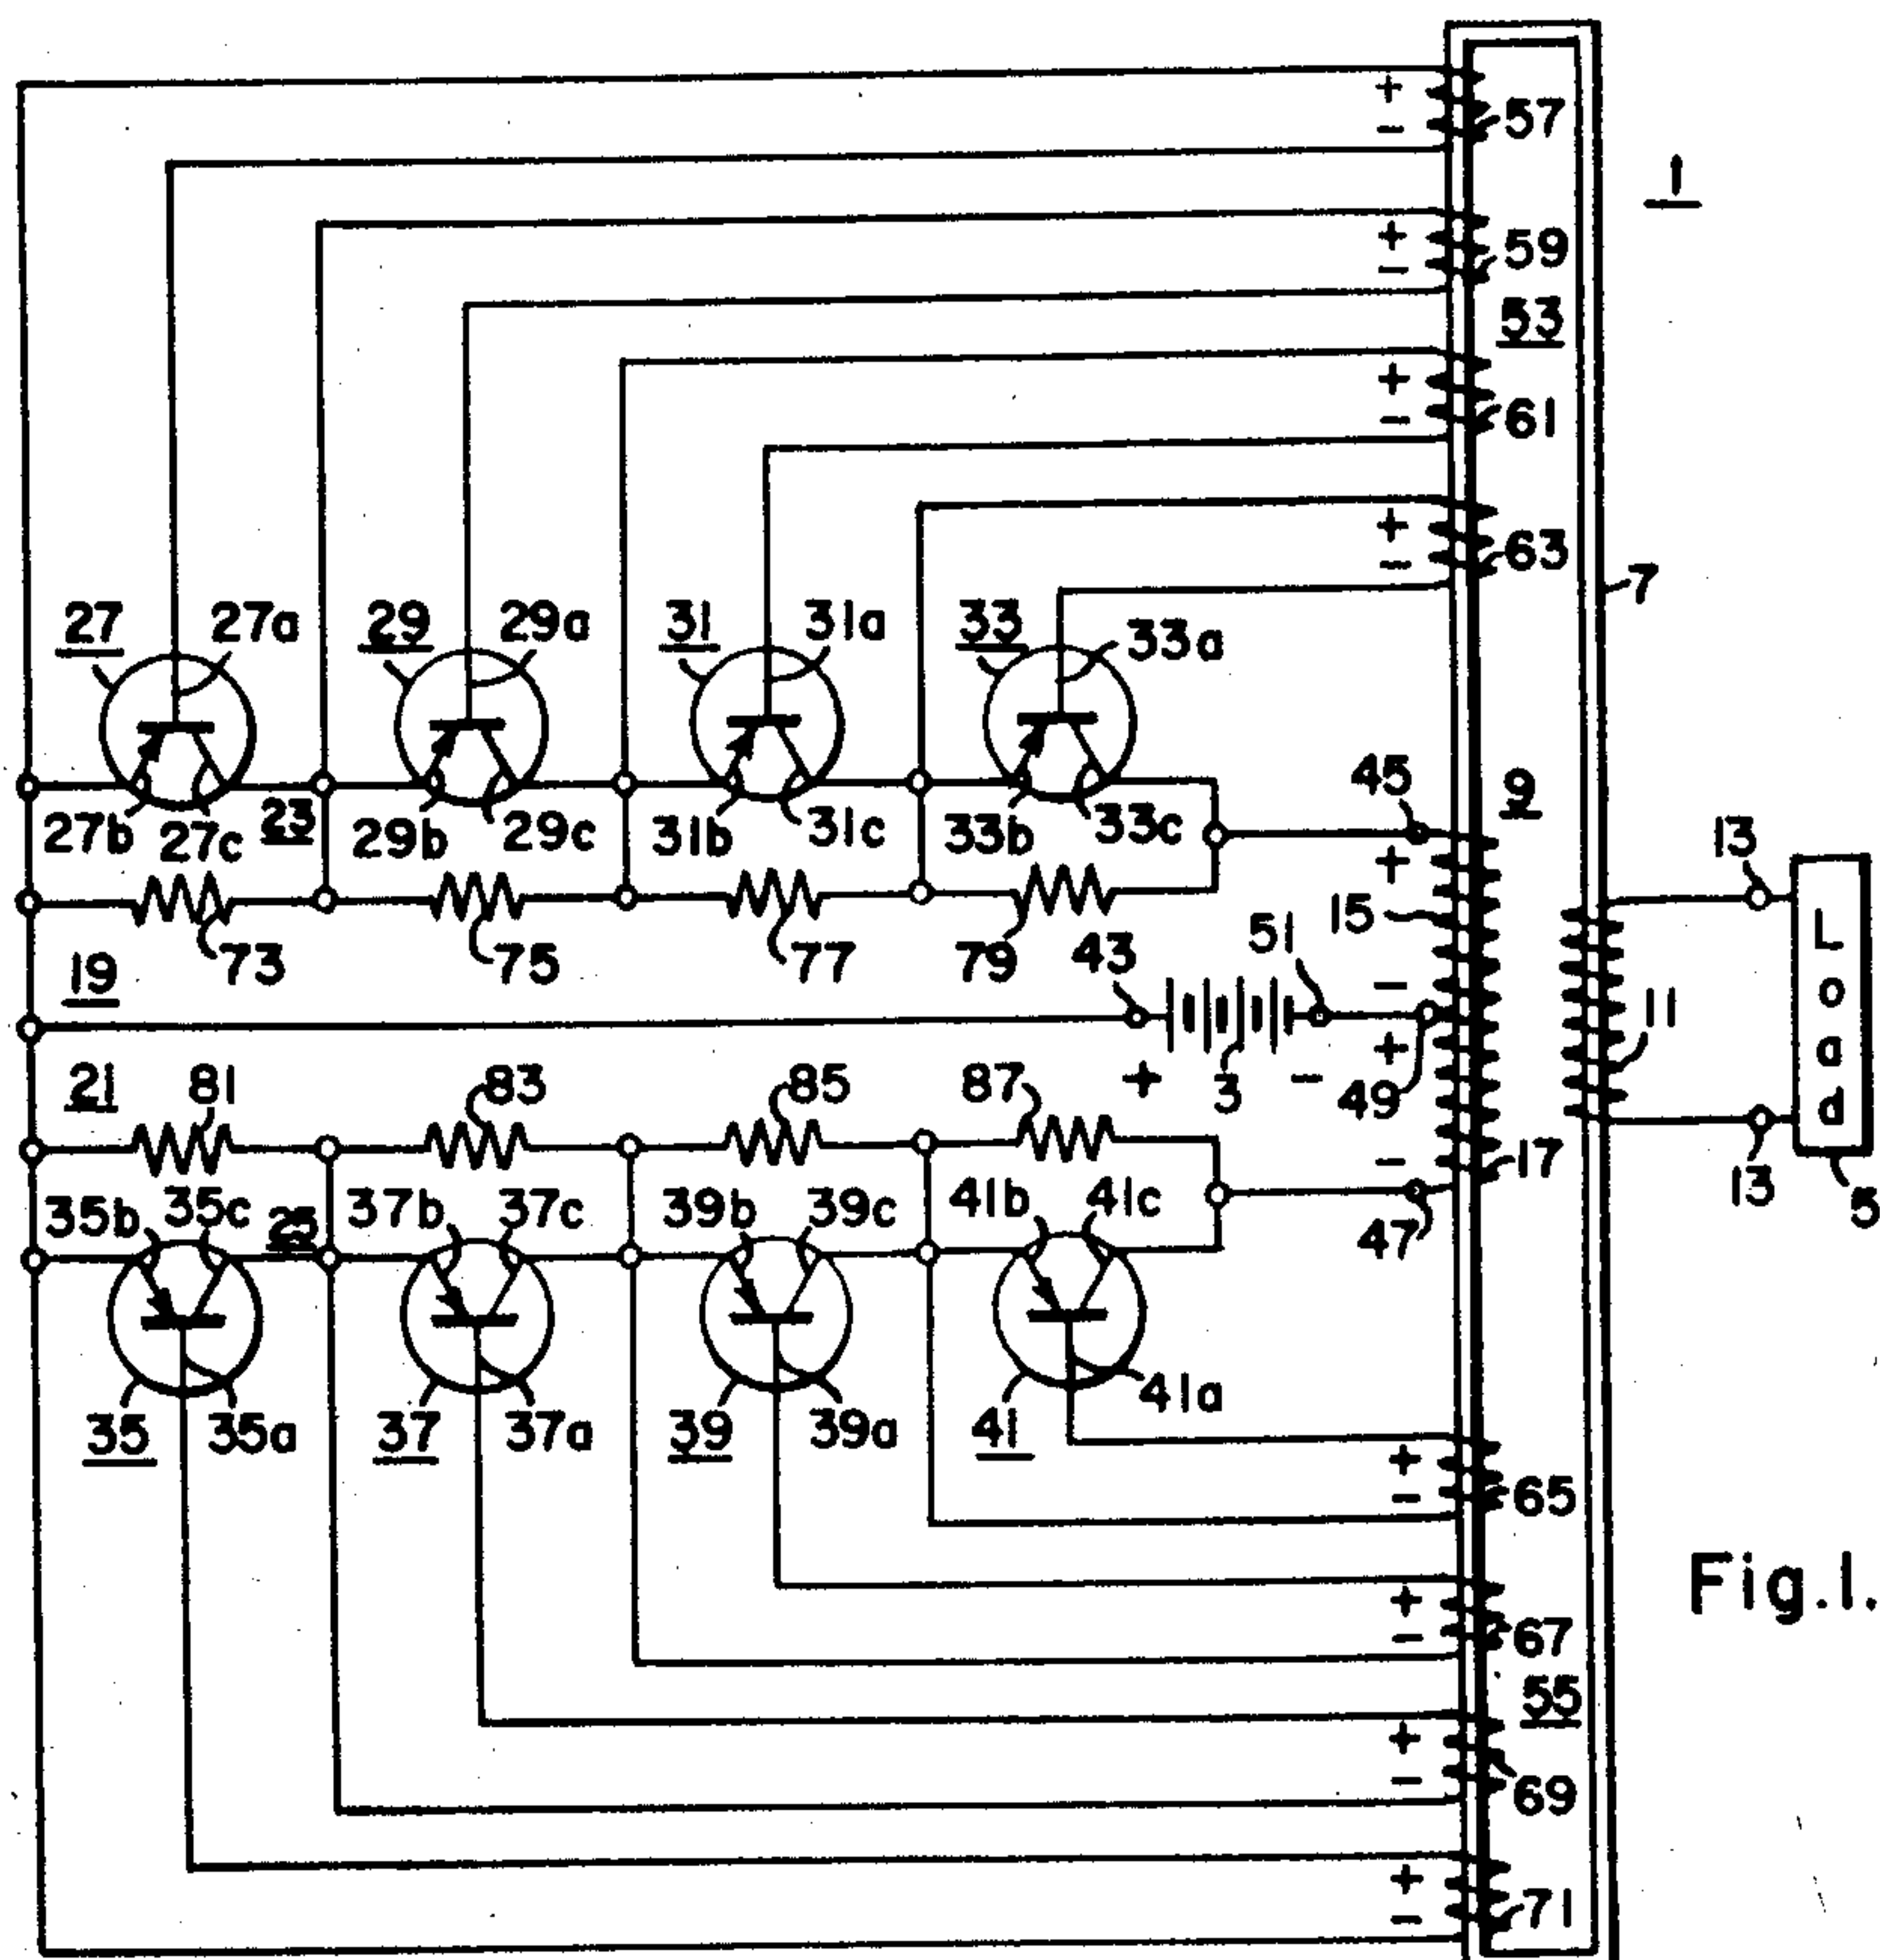 +
57
-
1
+
59
-
53
+
-
61
+
63
-
7
27
27a
29
29a
31
31a
33
33a
45
9
27b
27c
23
29b
29c
31b
31c
33b
33c
13
+
15
51
73
75
77
79
43
19
-
Load
11
21
81
83
85
87
+
3
-
+
49
-
17
13
5
35b
35c
25
37b
37c
39b
39c
41b
41c
47
35
35a
37
37a
39
39a
41
41a
+
-
65
Fig.1.
+
-
67
55
+
-
69
+
-
71